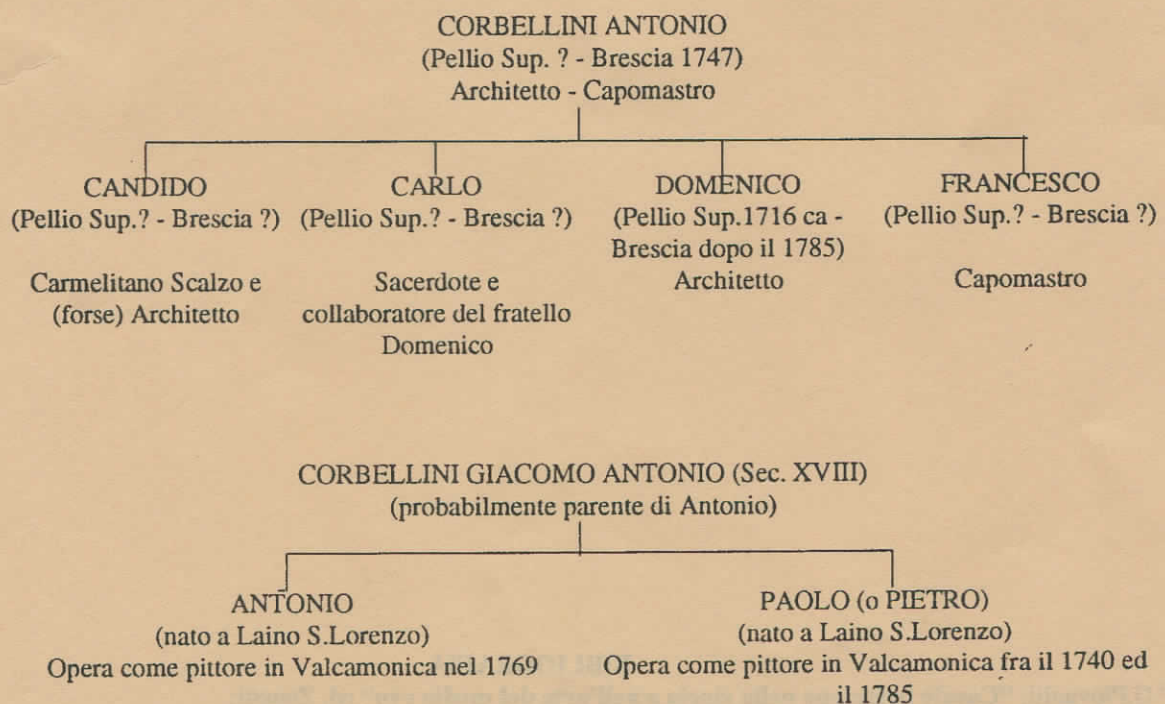 CORBELLINI ANTONIO
(Pellio Sup. ? - Brescia 1747)
Architetto - Capomastro
CANDIDO
(Pellio Sup.? - Brescia ?)
Carmelitano Scalzo e
(forse) Architetto
CARLO
(Pellio Sup.? - Brescia ?)
Sacerdote e
collaboratore del fratello
Domenico
DOMENICO
(Pellio Sup.1716 ca -
Brescia dopo il 1785)
Architetto
FRANCESCO
(Pellio Sup.? - Brescia ?)
Capomastro
CORBELLINI GIACOMO ANTONIO (Sec. XVIII)
(probabilmente parente di Antonio)
ANTONIO
(nato a Laino S.Lorenzo)
Opera come pittore in Valcamonica nel 1769
PAOLO (o PIETRO)
(nato a Laino S.Lorenzo)
Opera come pittore in Valcamonica fra il 1740 ed
il 1785